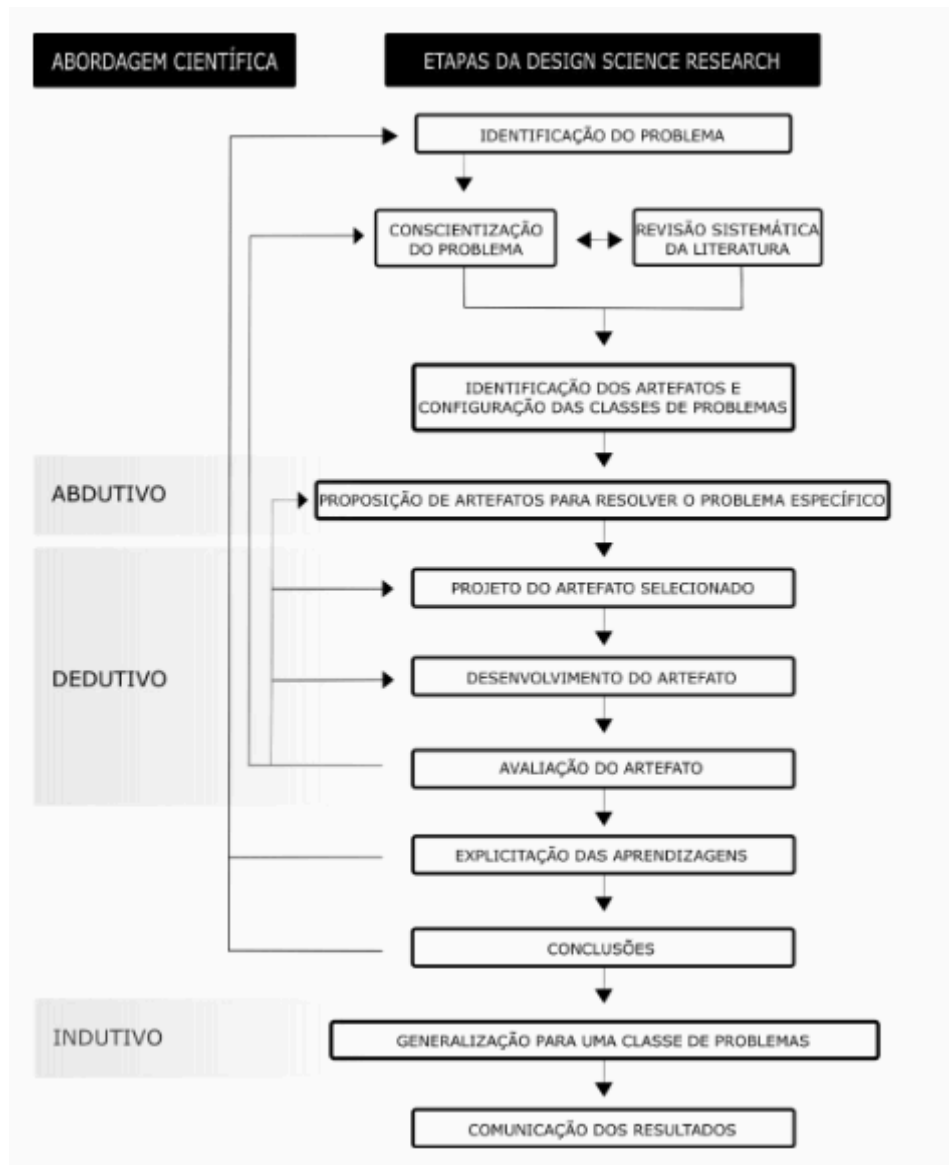 ABORDAGEM CIENTÍFICA
ETAPAS DA DESIGN SCIENCE RESEARCH
IDENTIFICAÇÃO DO PROBLEMA
CONSCIENTIZAÇÃO
DO PROBLEMA
REVISÃO SISTEMÁTICA
DA LITERATURA
IDENTIFICAÇÃO DOS ARTEFATOS E
CONFIGURAÇÃO DAS CLASSES DE PROBLEMAS
ABDUTIVO
PROPOSIÇÃO DE ARTEFATOS PARA RESOLVER O PROBLEMA ESPECÍFICO
PROJETO DO ARTEFATO SELECIONADO
DEDUTIVO
DESENVOLVIMENTO DO ARTEFATO
AVALIAÇÃO DO ARTEFATO
EXPLICITAÇÃO DAS APRENDIZAGENS
CONCLUSÕES
INDUTIVO
GENERALIZAÇÃO PARA UMA CLASSE DE PROBLEMAS
COMUNICAÇÃO DOS RESULTADOS